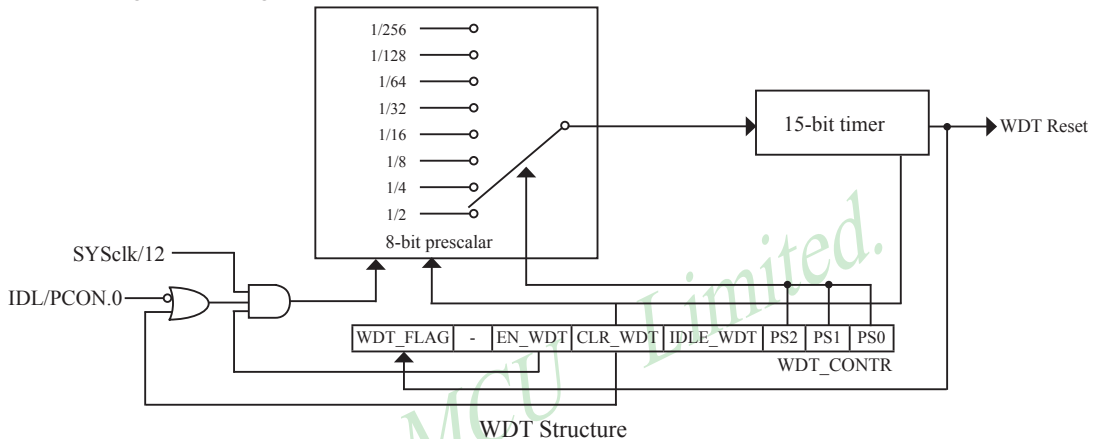 1/256
1/128
1/64
1/32
1/16
1/8
1/4
1/2
8-bit prescalar
15-bit timer
WDT Reset
SYSclk/12
IDL/PCON.0
WDT_FLAG - EN_WDT CLR_WDT IDLE_WDT PS2 PS1 PS0
WDT_CONTR
MCU Limited.
WDT Structure